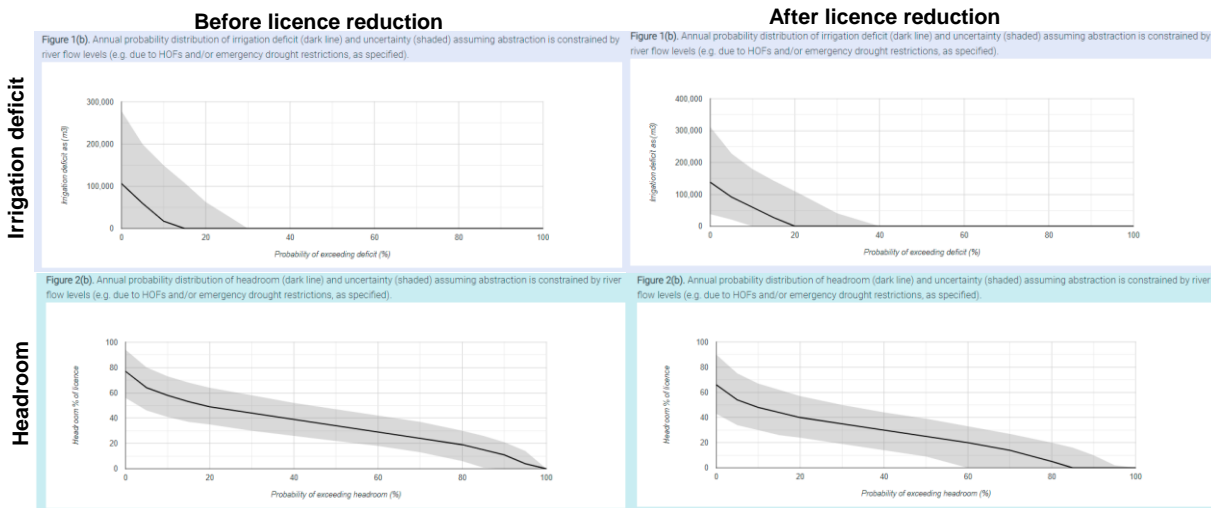 Before licence reduction
After licence reduction
Irrigation deficit
Figure 1(b). Annual probability distribution of irrigation deficit (dark line) and uncertainty (shaded) assuming abstraction is constrained by
river flow levels (e.g. due to HOFs and/or emergency drought restrictions, as specified).
Irrigation deficit as (m3)
300,000
200,000
100,000
0
0 20 40 60 80 100
Probability of exceeding deficit (%)
Figure 1(b). Annual probability distribution of irrigation deficit (dark line) and uncertainty (shaded) assuming abstraction is constrained by
river flow levels (e.g. due to HOFs and/or emergency drought restrictions, as specified).
Irrigation deficit as (m3)
400,000
300,000
200,000
100,000
0
0 20 40 60 80 100
Probability of exceeding deficit (%)
Headroom
Figure 2(b). Annual probability distribution of headroom (dark line) and uncertainty (shaded) assuming abstraction is constrained by river
flow levels (e.g. due to HOFs and/or emergency drought restrictions, as specified).
Headroom % of licence
100
80
60
40
20
0
0 20 40 60 80 100
Probability of exceeding headroom (%)
Figure 2(b). Annual probability distribution of headroom (dark line) and uncertainty (shaded) assuming abstraction is constrained by river
flow levels (e.g. due to HOFs and/or emergency drought restrictions, as specified).
Headroom % of licence
100
80
60
40
20
0
0 20 40 60 80 100
Probability of exceeding headroom (%)